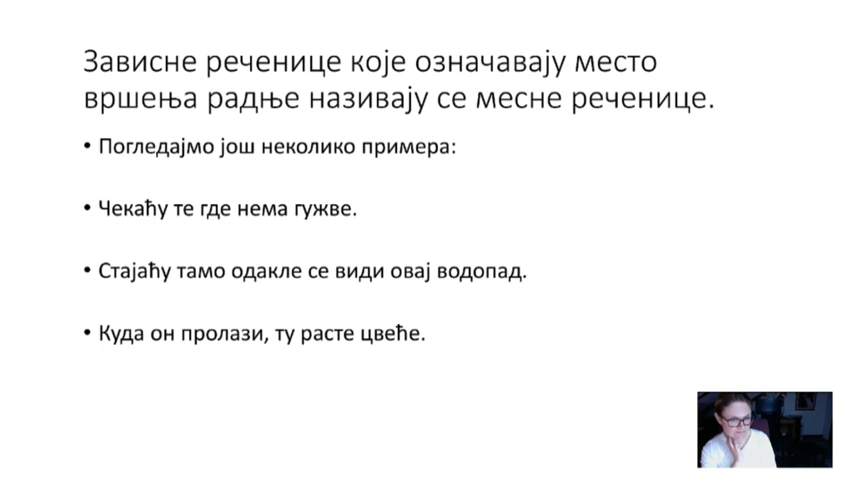 Зависне реченице које означавају место
вршења радње називају се месне реченице.
• Погледајмо још неколико примера:
• Чекаћу те где нема гужве.
• Стајаћу тамо одакле се види овај водопад.
• Куда он пролази, ту расте цвеће.